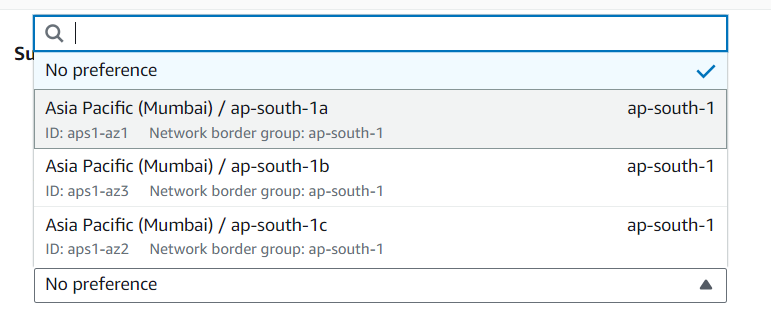 Su
No preference
Asia Pacific (Mumbai) / ap-south-1a ap-south-1
ID: aps1-az1 Network border group: ap-south-1
Asia Pacific (Mumbai) / ap-south-1b ap-south-1
ID: aps1-az3 Network border group: ap-south-1
Asia Pacific (Mumbai) / ap-south-1c ap-south-1
ID: aps1-az2 Network border group: ap-south-1
No preference